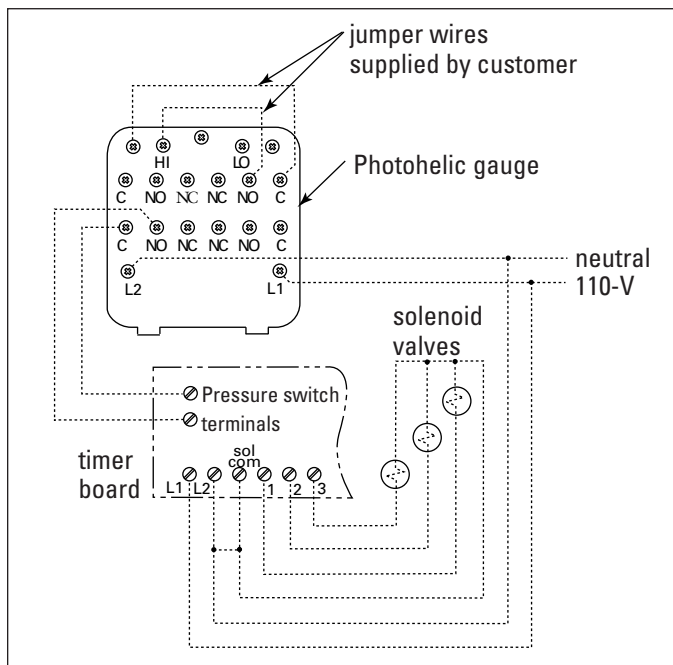 jumper wires
supplied by customer
HI LO
Photohelic gauge
C NO NC NC NO C
C NO NC NC NO C
L2 L1
neutral
110-V
solenoid
valves
Pressure switch
terminals
timer
board
sol
com
L1 L2 1 2 3